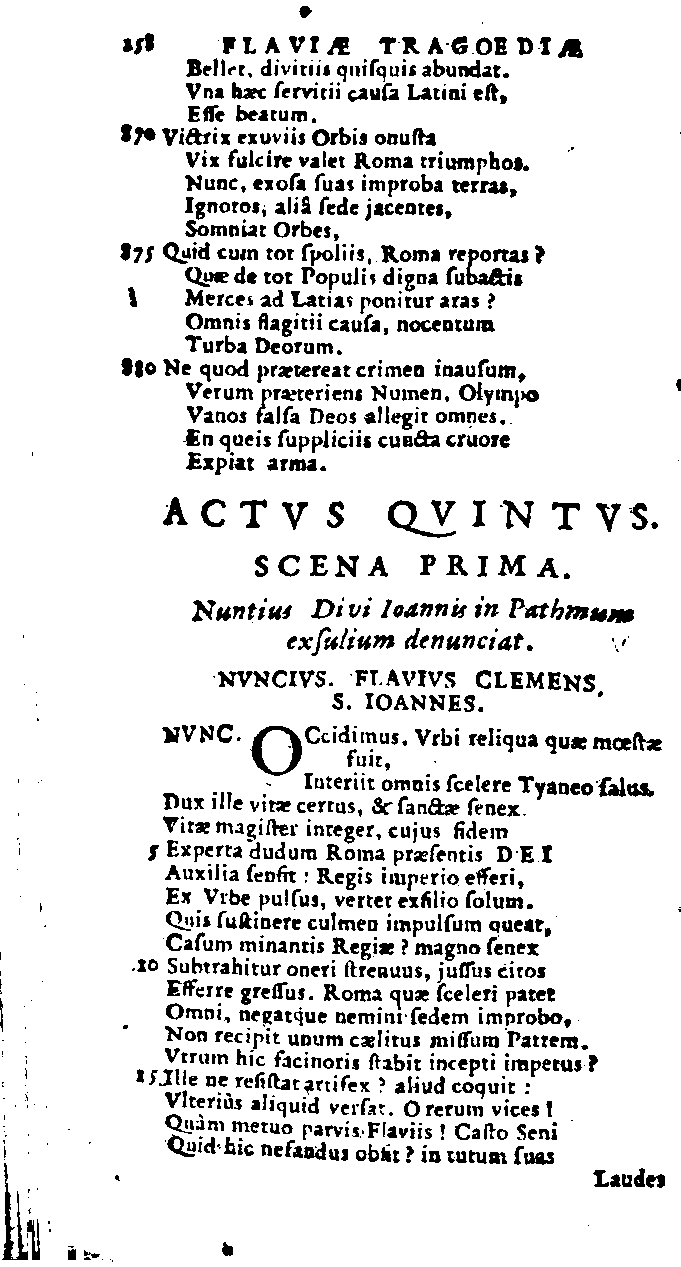 258 FLAVIÆ TRAGOEDIÆ
Bellet, divitiis quiſquis abundat.
Vna hæc ſervitii cauſa Latini eſt,
Eſſe beatum.
870 Victrix exuviis Orbis onuſta
Vix fulcire valet Roma triumphos.
Nunc, exoſa ſuas improba terras,
Ignotos, aliâ ſede jacentes,
Somniat Orbes,
875 Quid cum tot ſpoliis, Roma reportas?
Quæ de tot Populis digna ſubactis
Merces ad Latias ponitur aras?
Omnis flagitii cauſa, nocentum
Turba Deorum.
880 Ne quod prætereat crimen inauſum,
Verum præteriens Numen, Olympo
Vanos falſa Deos allegit omnes.
En queis ſuppliciis cuncta cruore
Expiat arma.
ACTVS QVINTVS.
SCENA PRIMA.
Nuntius Divi Ioannis in Pathmum
exſulium denunciat.
NVNCIVS. FLAVIVS CLEMENS,
S. IOANNES.
NVNC. OCcidimus. Vrbi reliqua quæ mœſtæ
fuit,
Interiit omnis ſcelere Tyaneo ſalus.
Dux ille vitæ certus, & ſanctæ ſenex
Vitæ magiſter integer, cujus fidem
5 Experta dudum Roma præſentis DEI
Auxilia ſenſit: Regis imperio efferi,
Ex Vrbe pulſus, vertet exſilio ſolum.
Quis ſuſtinere culmen impulſum queat,
Caſum minantis Regiæ? magno ſenex
10 Subtrahitur oneri ſtrenuus, juſſus citos
Efferre greſſus. Roma quæ ſceleri patet
Omni, negatque nemini ſedem improbo,
Non recipit unum cælitus miſſum Patrem.
Vtrum hic facinoris ſtabit incepti impetus?
15 Ille ne reſiſtat artifex? aliud coquit:
Vlteriùs aliquid verſat. O rerum vices!
Quàm metuo parvis Flaviis! Caſto Seni
Quid hic nefandus obſit? in tutum ſuas
Laudes